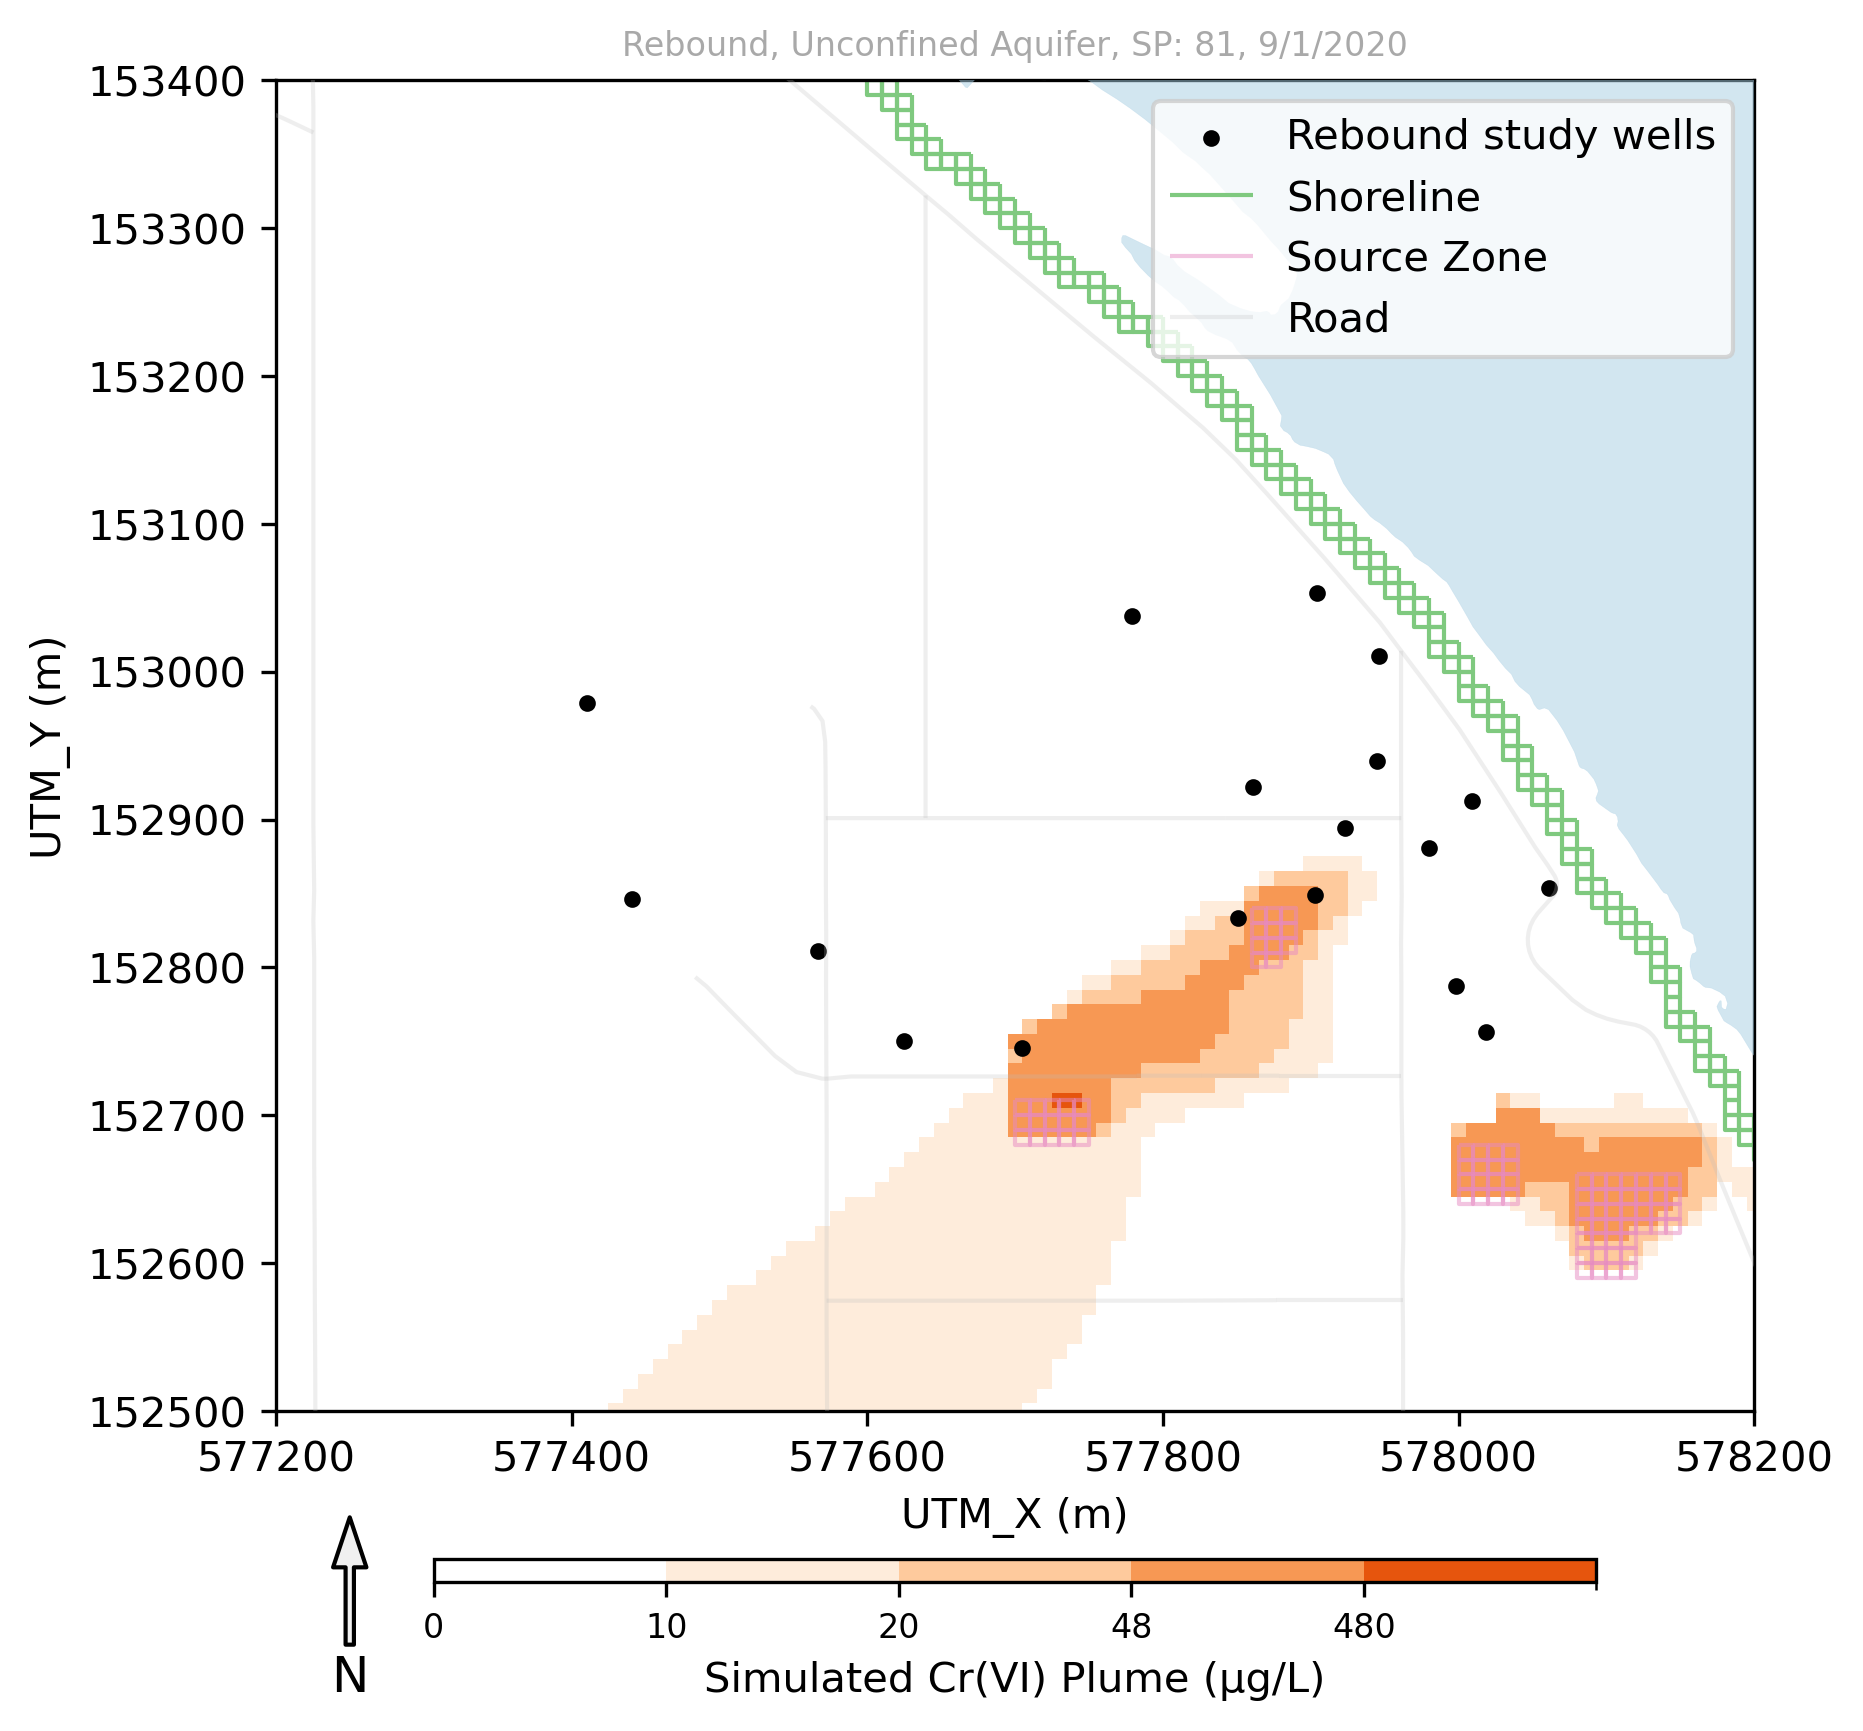 Rebound, Unconfined Aquifer, SP: 81, 9/1/2020
153400
153300
153200
153100
153000
152900
152800
152700
152600
152500
UTM_Y (m)
Rebound study wells
Shoreline
Source Zone
Road
577200 577400 577600 577800 578000 578200
UTM_X (m)
N
0 10 20 48 480
Simulated Cr(VI) Plume (μg/L)